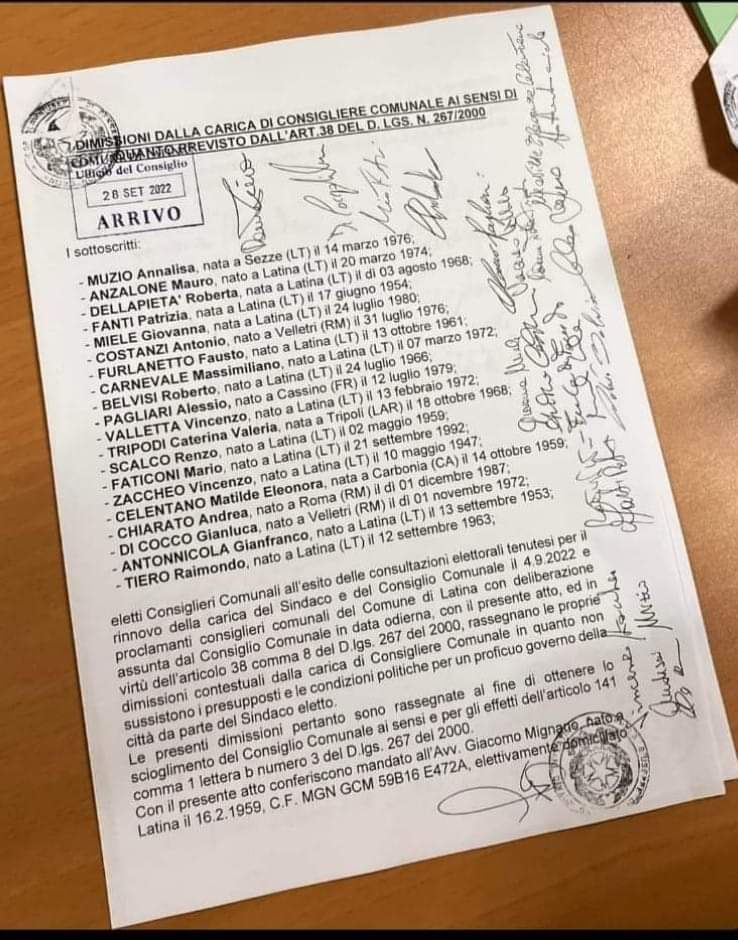 DIMISSIONI DALLA CARICA DI CONSIGLIERE COMUNALE AI SENSI DI
QUANTO RREVISTO DALL'ART.38 DEL D. LGS. N. 267/2000
Ufficio del Consiglio
28 SET 2022
ARRIVO
I sottoscritti:
- MUZIO Annalisa, nata a Sezze (LT) il 14 marzo 1976;
- ANZALONE Mauro, nato a Latina (LT) il 20 marzo 1974;
- DELLAPIETA' Roberta, nata a Latina (LT) il di 03 agosto 1968;
- FANTI Patrizia, nata a Latina (LT) il 17 giugno 1954;
- MIELE Giovanna, nata a Latina (LT) il 24 luglio 1980;
- COSTANZI Antonio, nato a Velletri (RM) il 31 luglio 1976;
- FURLANETTO Fausto, nato a Latina (LT) il 13 ottobre 1961;
- CARNEVALE Massimiliano, nato a Latina (LT) il 07 marzo 1972;
- BELVISI Roberto, nato a Latina (LT) il 24 luglio 1966;
- PAGLIARI Alessio, nato a Cassino (FR) il 12 luglio 1979;
- VALLETTA Vincenzo, nato a Latina (LT) il 13 febbraio 1972;
- TRIPODI Caterina Valeria, nata a Tripoli (LAR) il 18 ottobre 1968;
- SCALCO Renzo, nato a Latina (LT) il 02 maggio 1959;
- FATICONI Mario, nato a Latina (LT) il 21 settembre 1992;
- ZACCHEO Vincenzo, nato a Latina (LT) il 10 maggio 1947;
- CELENTANO Matilde Eleonora, nata a Carbonia (CA) il 14 ottobre 1959;
- CHIARATO Andrea, nato a Roma (RM) il dì 01 dicembre 1987;
- DI COCCO Gianluca, nato a Velletri (RM) il dì 01 novembre 1972;
- ANTONNICOLA Gianfranco, nato a Latina (LT) il 13 settembre 1953;
- TIERO Raimondo, nato a Latina (LT) il 12 settembre 1963;
eletti Consiglieri Comunali all'esito delle consultazioni elettorali tenutesi per il
rinnovo della carica del Sindaco e del Consiglio Comunale il 4.9.2022 e
proclamanti consiglieri comunali del Comune di Latina con deliberazione
assunta dal Consiglio Comunale in data odierna, con il presente atto, ed in
virtù dell'articolo 38 comma 8 del D.lgs. 267 del 2000, rassegnano le proprie
dimissioni contestuali dalla carica di Consigliere Comunale in quanto non
sussistono i presupposti e le condizioni politiche per un proficuo governo della
città da parte del Sindaco eletto.
Le presenti dimissioni pertanto sono rassegnate al fine di ottenere lo
scioglimento del Consiglio Comunale ai sensi e per gli effetti dell'articolo 141
comma 1 lettera b numero 3 del D.lgs. 267 del 2000.
Con il presente atto conferiscono mandato all'Avv. Giacomo Mignano, nato a
Latina il 16.2.1959, C.F. MGN GCM 59B16 E472A, elettivamente domiciliato